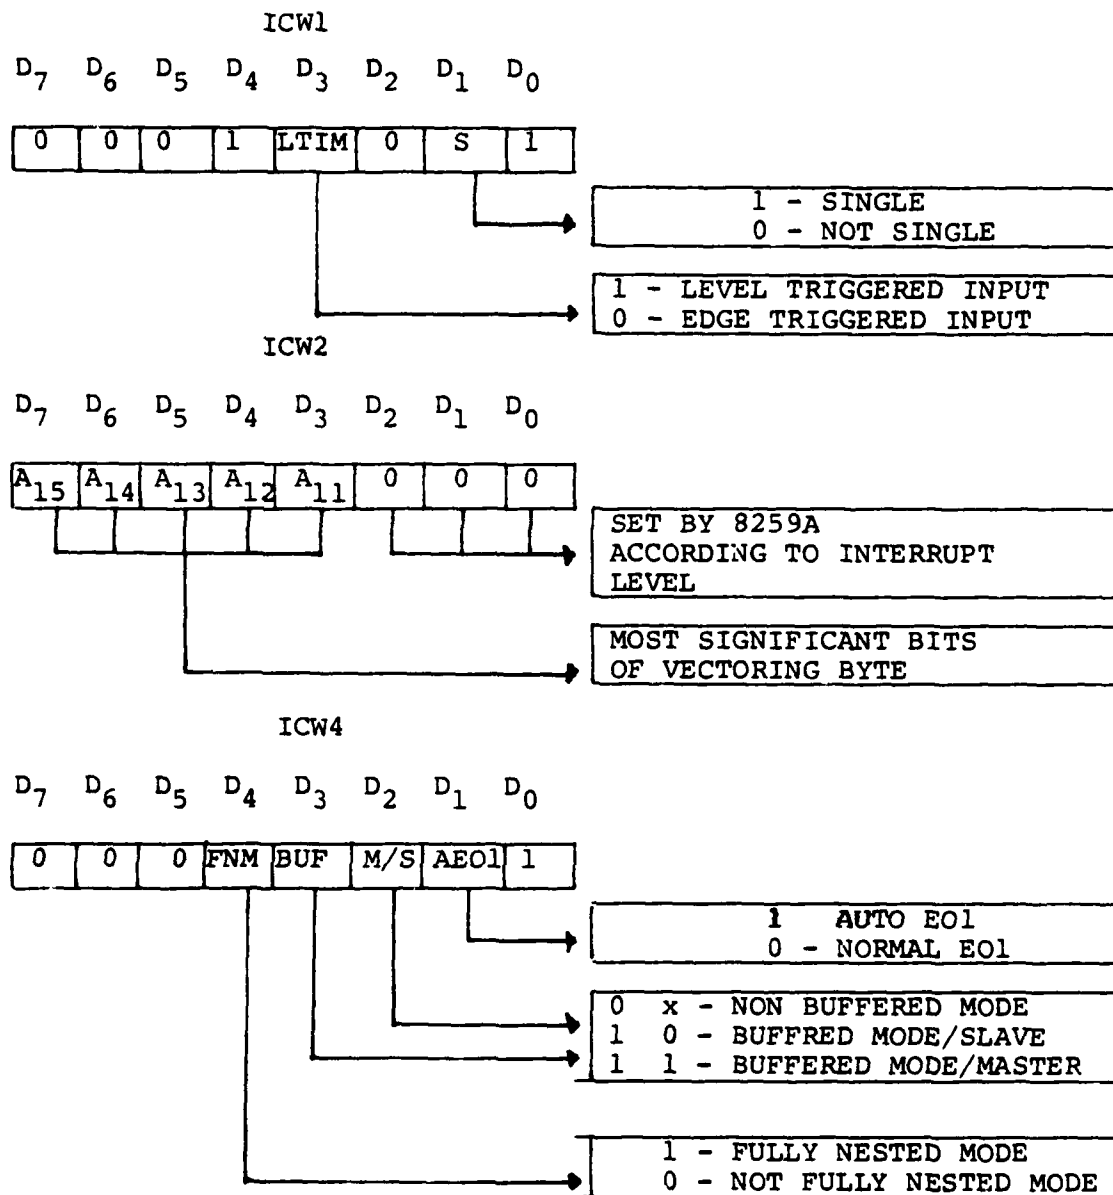 ICW1
D7 D6 D5 D4 D3 D2 D1 D0
0 0 0 1 LTIM 0 S 1
1 - SINGLE
0 - NOT SINGLE
1 - LEVEL TRIGGERED INPUT
0 - EDGE TRIGGERED INPUT
ICW2
D7 D6 D5 D4 D3 D2 D1 D0
A15 A14 A13 A12 A11 0 0 0
SET BY 8259A
ACCORDING TO INTERRUPT
LEVEL
MOST SIGNIFICANT BITS
OF VECTORING BYTE
ICW4
D7 D6 D5 D4 D3 D2 D1 D0
0 0 0 FNM BUF M/S AEO1 1
1 AUTO EO1
0 - NORMAL EO1
0 x - NON BUFFERED MODE
1 0 - BUFFRED MODE/SLAVE
1 1 - BUFFERED MODE/MASTER
1 - FULLY NESTED MODE
0 - NOT FULLY NESTED MODE